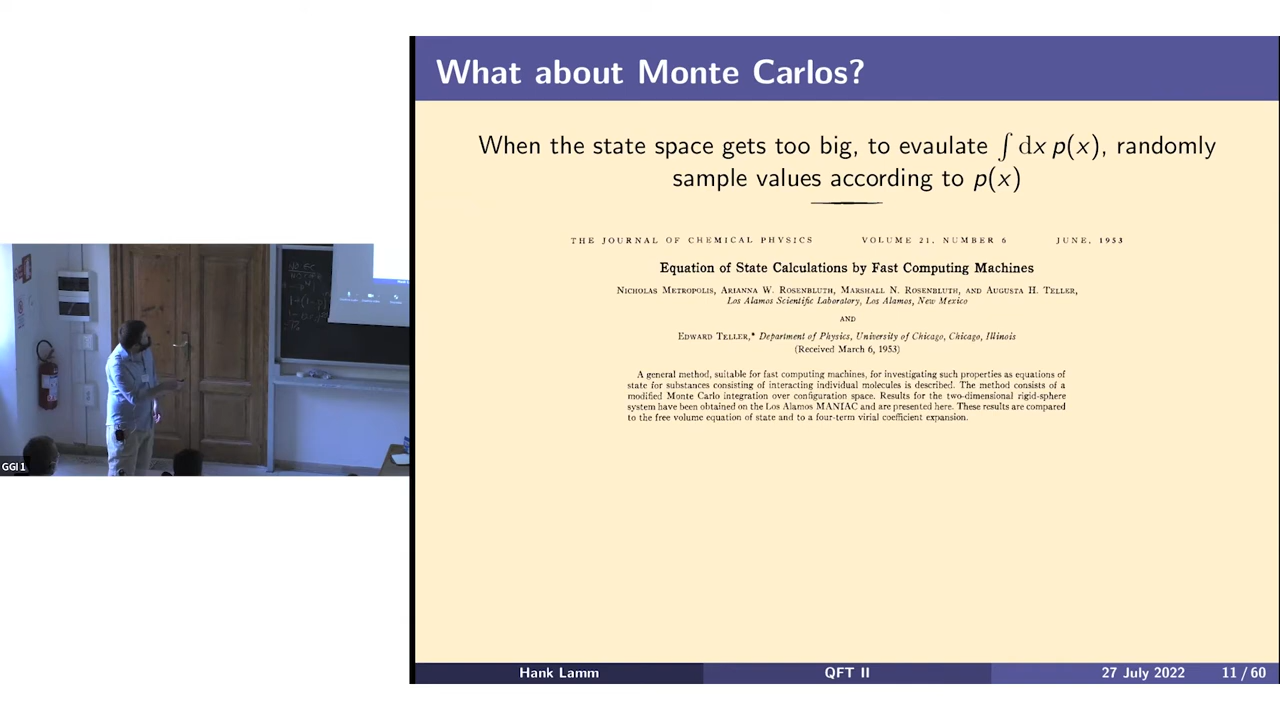 What about Monte Carlos?
When the state space gets too big, to evaulate ∫ dx p(x), randomly
sample values according to p(x)
THE JOURNAL OF CHEMICAL PHYSICS VOLUME 21, NUMBER 6 JUNE, 1953
Equation of State Calculations by Fast Computing Machines
NICHOLAS METROPOLIS, ARIANNA W. ROSENBLUTH, MARSHALL N. ROSENBLUTH, AND AUGUSTA H. TELLER,
Los Alamos Scientific Laboratory, Los Alamos, New Mexico
AND
EDWARD TELLER,* Department of Physics, University of Chicago, Chicago, Illinois
(Received March 6, 1953)
A general method, suitable for fast computing machines, for investigating such properties as equations of
state for substances consisting of interacting individual molecules is described. The method consists of a
modified Monte Carlo integration over configuration space. Results for the two-dimensional rigid-sphere
system have been obtained on the Los Alamos MANIAC and are presented here. These results are compared
to the free volume equation of state and to a four-term virial coefficient expansion.
GGI 1
Hank Lamm QFT II 27 July 2022 11 / 60